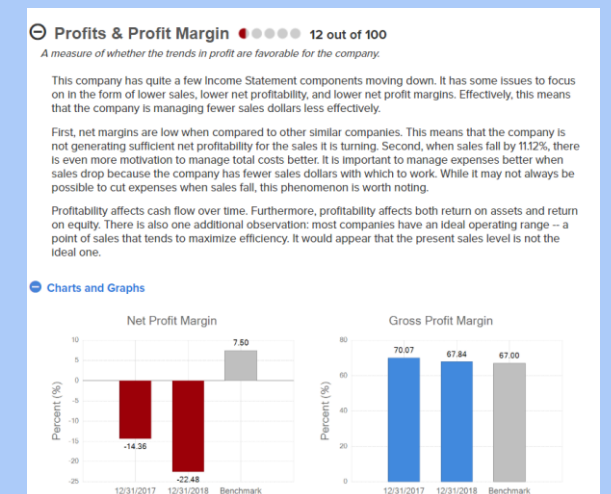 Profits & Profit Margin 12 out of 100
A measure of whether the trends in profit are favorable for the company.
This company has quite a few Income Statement components moving down. It has some issues to focus
on in the form of lower sales, lower net profitability, and lower net profit margins. Effectively, this means
that the company is managing fewer sales dollars less effectively.
First, net margins are low when compared to other similar companies. This means that the company is
not generating sufficient net profitability for the sales it is turning. Second, when sales fall by 11.12%, there
is even more motivation to manage total costs better. It is important to manage expenses better when
sales drop because the company has fewer sales dollars with which to work. While it may not always be
possible to cut expenses when sales fall, this phenomenon is worth noting.
Profitability affects cash flow over time. Furthermore, profitability affects both return on assets and return
on equity. There is also one additional observation: most companies have an ideal operating range -- a
point of sales that tends to maximize efficiency. It would appear that the present sales level is not the
ideal one.
Charts and Graphs
Net Profit Margin
10
5
0
-5
-10
-15
-20
-25
Percent (%)
-14.36
-22.48
7.50
12/31/2017 12/31/2018 Benchmark
Gross Profit Margin
80
60
40
20
0
Percent (%)
70.07
67.84
67.00
12/31/2017 12/31/2018 Benchmark